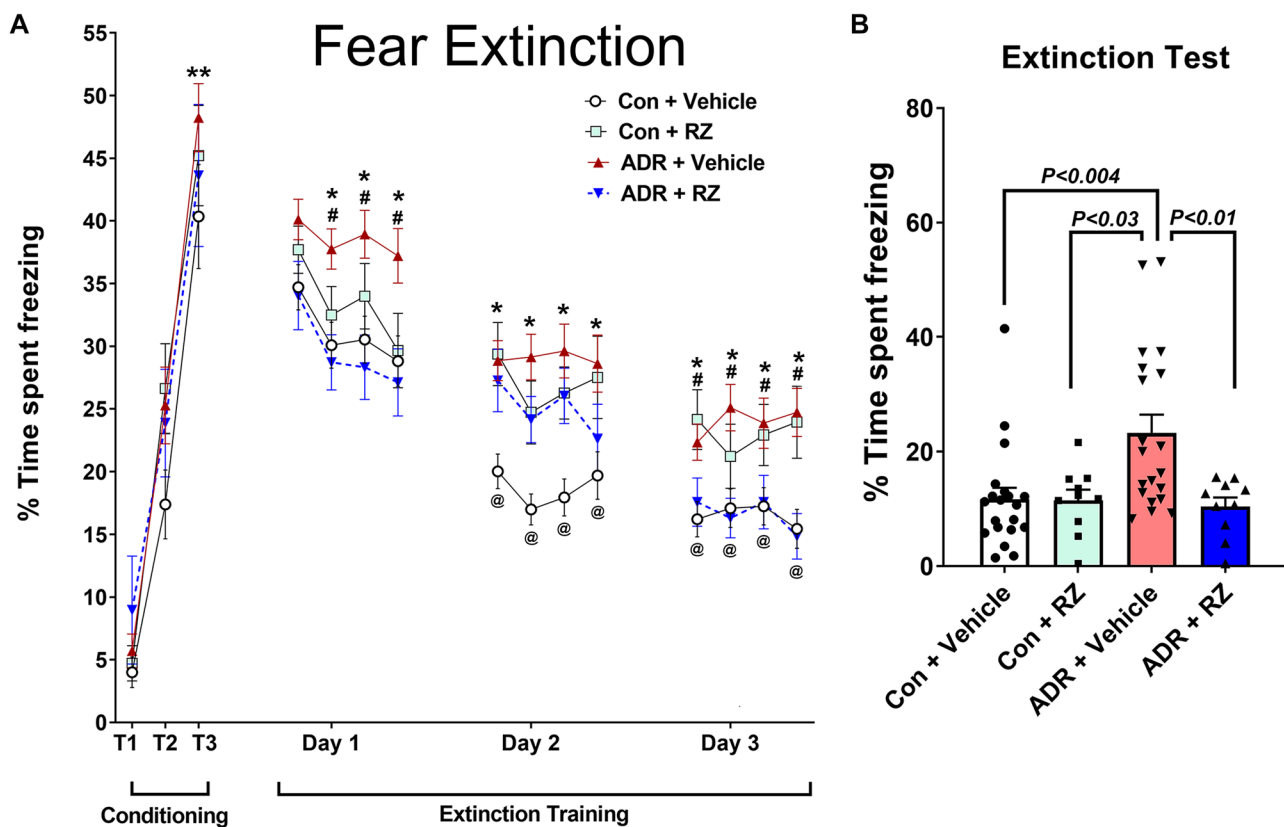 A
Fear Extinction
% Time spent freezing
55
50
45
40
35
30
25
20
15
10
5
0
**
Con + Vehicle
Con + RZ
ADR + Vehicle
ADR + RZ
* * *
# # #
* * * *
@ @ @ @
* * * *
# # # #
@ @ @ @
T1 T2 T3 Day 1 Day 2 Day 3
Conditioning Extinction Training
B
Extinction Test
% Time spent freezing
80
60
40
20
0
P<0.004
P<0.03 P<0.01
Con + Vehicle
Con + RZ
ADR + Vehicle
ADR + RZ